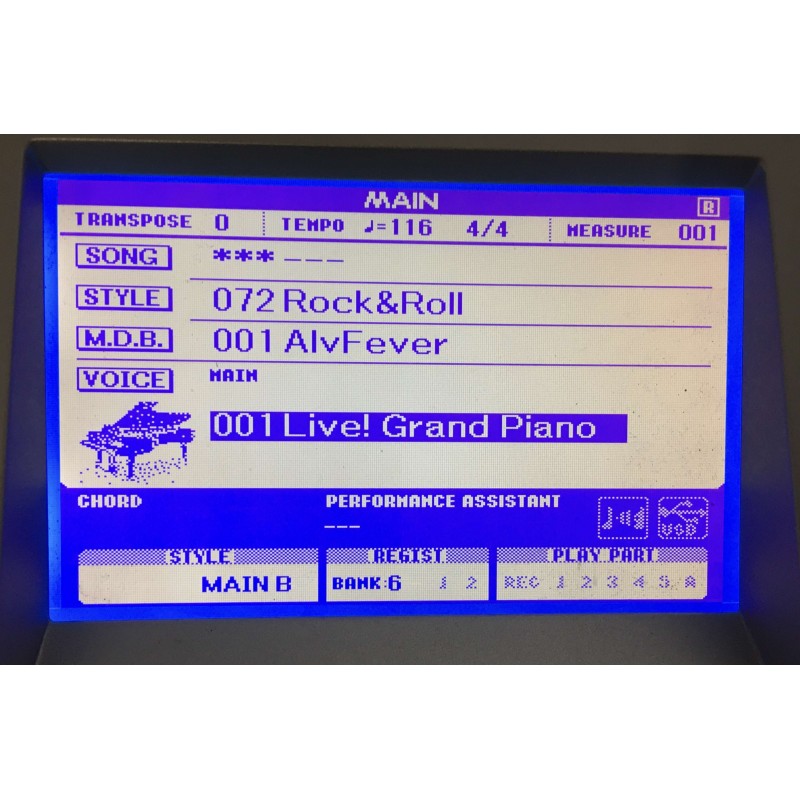 MAIN
R
TRANSPOSE 0 TEMPO ♩=116 4/4 MEASURE 001
SONG ***---
STYLE 072 Rock&Roll
M.D.B. 001 AlvFever
VOICE MAIN
001 Live! Grand Piano
CHORD PERFORMANCE ASSISTANT
---
USB
STYLE REGIST PLAY PART
MAIN B BANK:6 1 2 REC 1 2 3 4 5 A